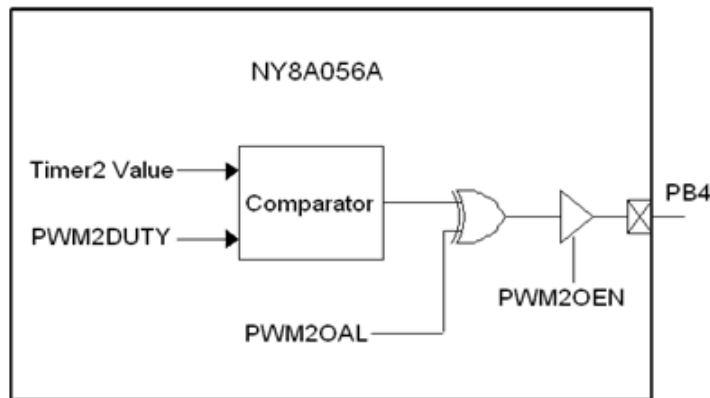 NY8A056A
Timer2 Value
Comparator
PB4
PWM2DUTY
PWM2OEN
PWM2OAL